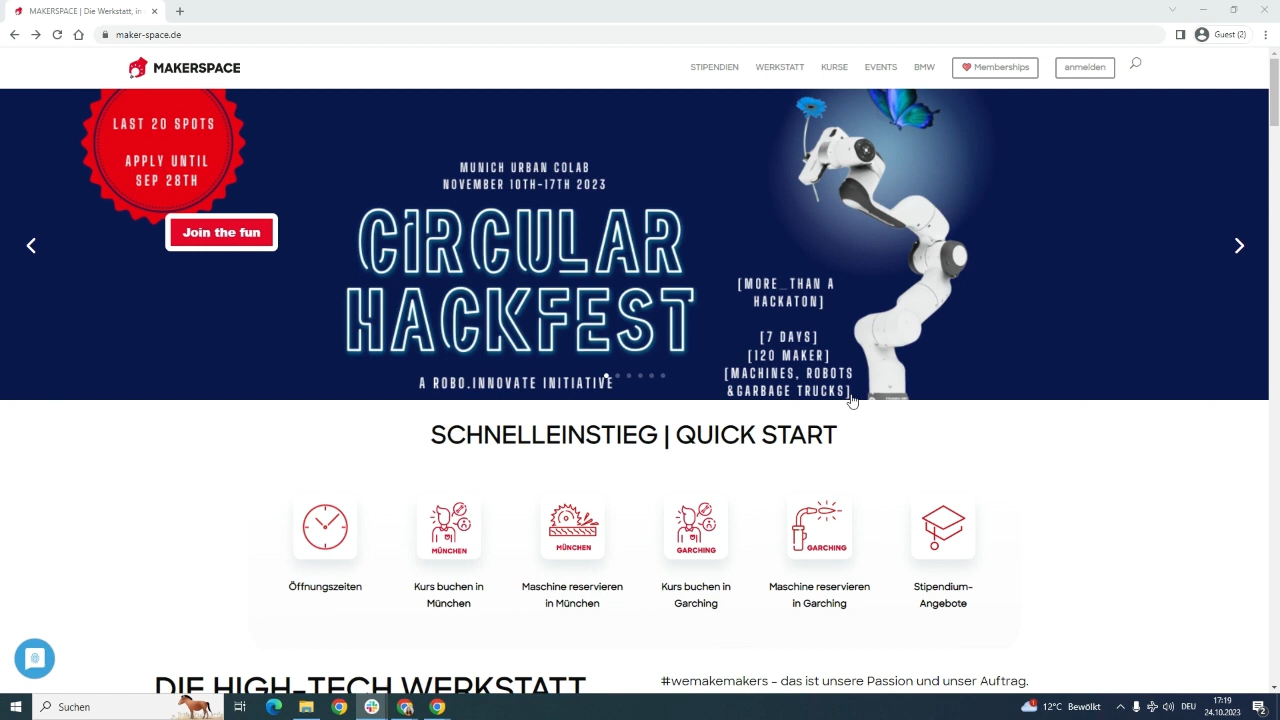 MAKERSPACE | Die Werkstatt, in
maker-space.de
Guest (2)
MAKERSPACE
STIPENDIEN
WERKSTATT
KURSE
EVENTS
BMW
Memberships
anmelden
LAST 20 SPOTS
APPLY UNTIL
SEP 28TH
Join the fun
MUNICH URBAN COLAB
NOVEMBER 10TH-17TH 2023
CIRCULAR
HACKFEST
A ROBO.INNOVATE INITIATIVE
[MORE_THAN A
HACKATON]
[7 DAYS]
[120 MAKER]
[MACHINES, ROBOTS
&GARBAGE TRUCKS]
SCHNELLEINSTIEG | QUICK START
Öffnungszeiten
MÜNCHEN
Kurs buchen in
München
MÜNCHEN
Maschine reservieren
in München
GARCHING
Kurs buchen in
Garching
GARCHING
Maschine reservieren
in Garching
Stipendium-
Angebote
DIE HIGH-TECH WERKSTATT
#wemakemakers – das ist unsere Passion und unser Auftrag.
Suchen
12°C Bewölkt
DEU
17:19
24.10.2023
2